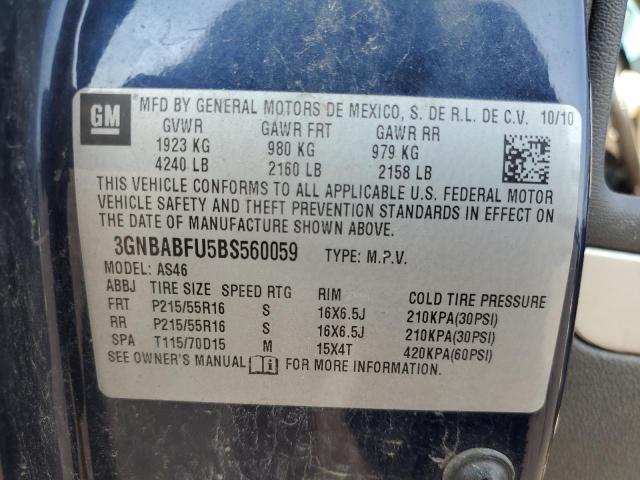 GM MFD BY GENERAL MOTORS DE MEXICO, S. DE R.L. DE C.V. 10/10
GVWR GAWR FRT GAWR RR
1923 KG 980 KG 979 KG
4240 LB 2160 LB 2158 LB
THIS VEHICLE CONFORMS TO ALL APPLICABLE U.S. FEDERAL MOTOR
VEHICLE SAFETY AND THEFT PREVENTION STANDARDS IN EFFECT ON
THE DATE OF MANUFACTURE SHOWN ABOVE.
3GNBABFU5BS560059 TYPE: M.P.V.
MODEL: AS46
ABBJ TIRE SIZE SPEED RTG RIM COLD TIRE PRESSURE
FRT P215/55R16 S 16X6.5J 210KPA(30PSI)
RR P215/55R16 S 16X6.5J 210KPA(30PSI)
SPA T115/70D15 M 15X4T 420KPA(60PSI)
SEE OWNER'S MANUAL FOR MORE INFORMATION.